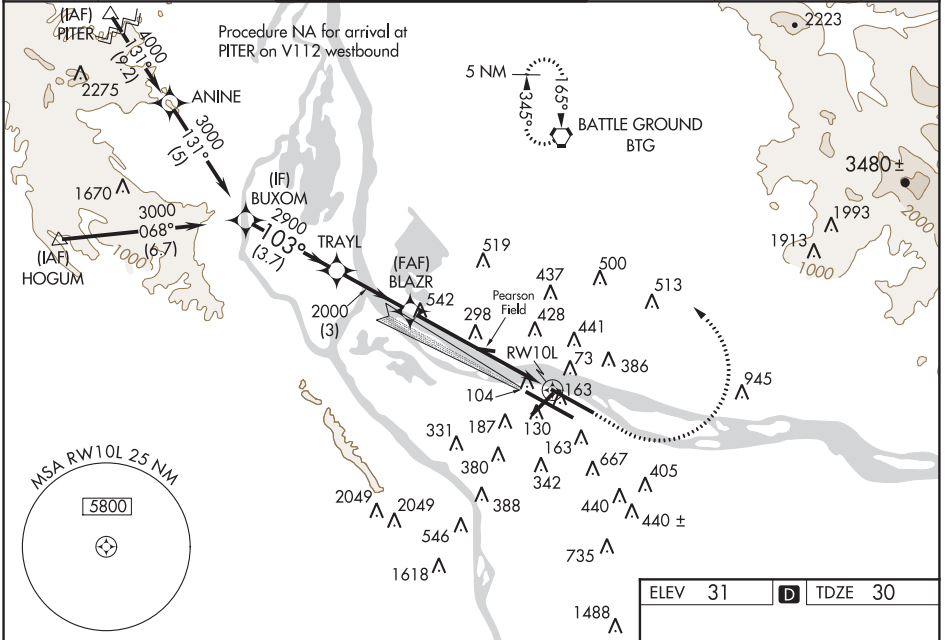 (IAF)
PITER
4000
131°
(9.2)
Procedure NA for arrival at
PITER on V112 westbound
2223
5 NM
345°
165°
BATTLE GROUND
BTG
2275
ANINE
3000
131°
(5)
3480 ±
2000
1670
(IF)
BUXOM
3000
068°
(6.7)
2900
103°
(3.7)
1993
1913
1000
(IAF)
HOGUM
1000
TRAYL
(FAF)
BLAZR
2000
(3)
519
437
500
513
542
298
Pearson
Field
428
441
RW10L
73
386
104
163
945
187
130
331
163
380
342
667
405
388
440
440 ±
2049
2049
546
735
1618
1488
MSA RW10L 25 NM
5800
ELEV 31
D
TDZE 30